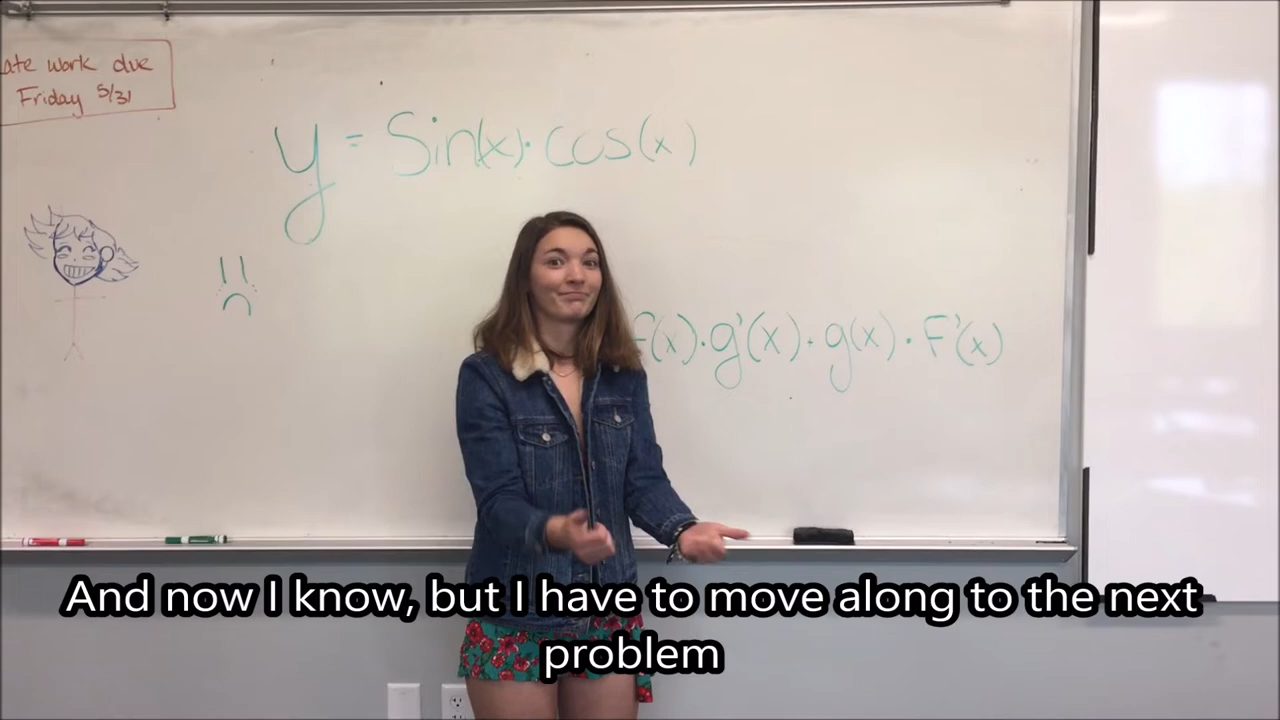 ate work due
Friday 5/31
y = Sin(x) · cos(x)
f(x) · g'(x) + g(x) · f'(x)
And now I know, but I have to move along to the next
problem